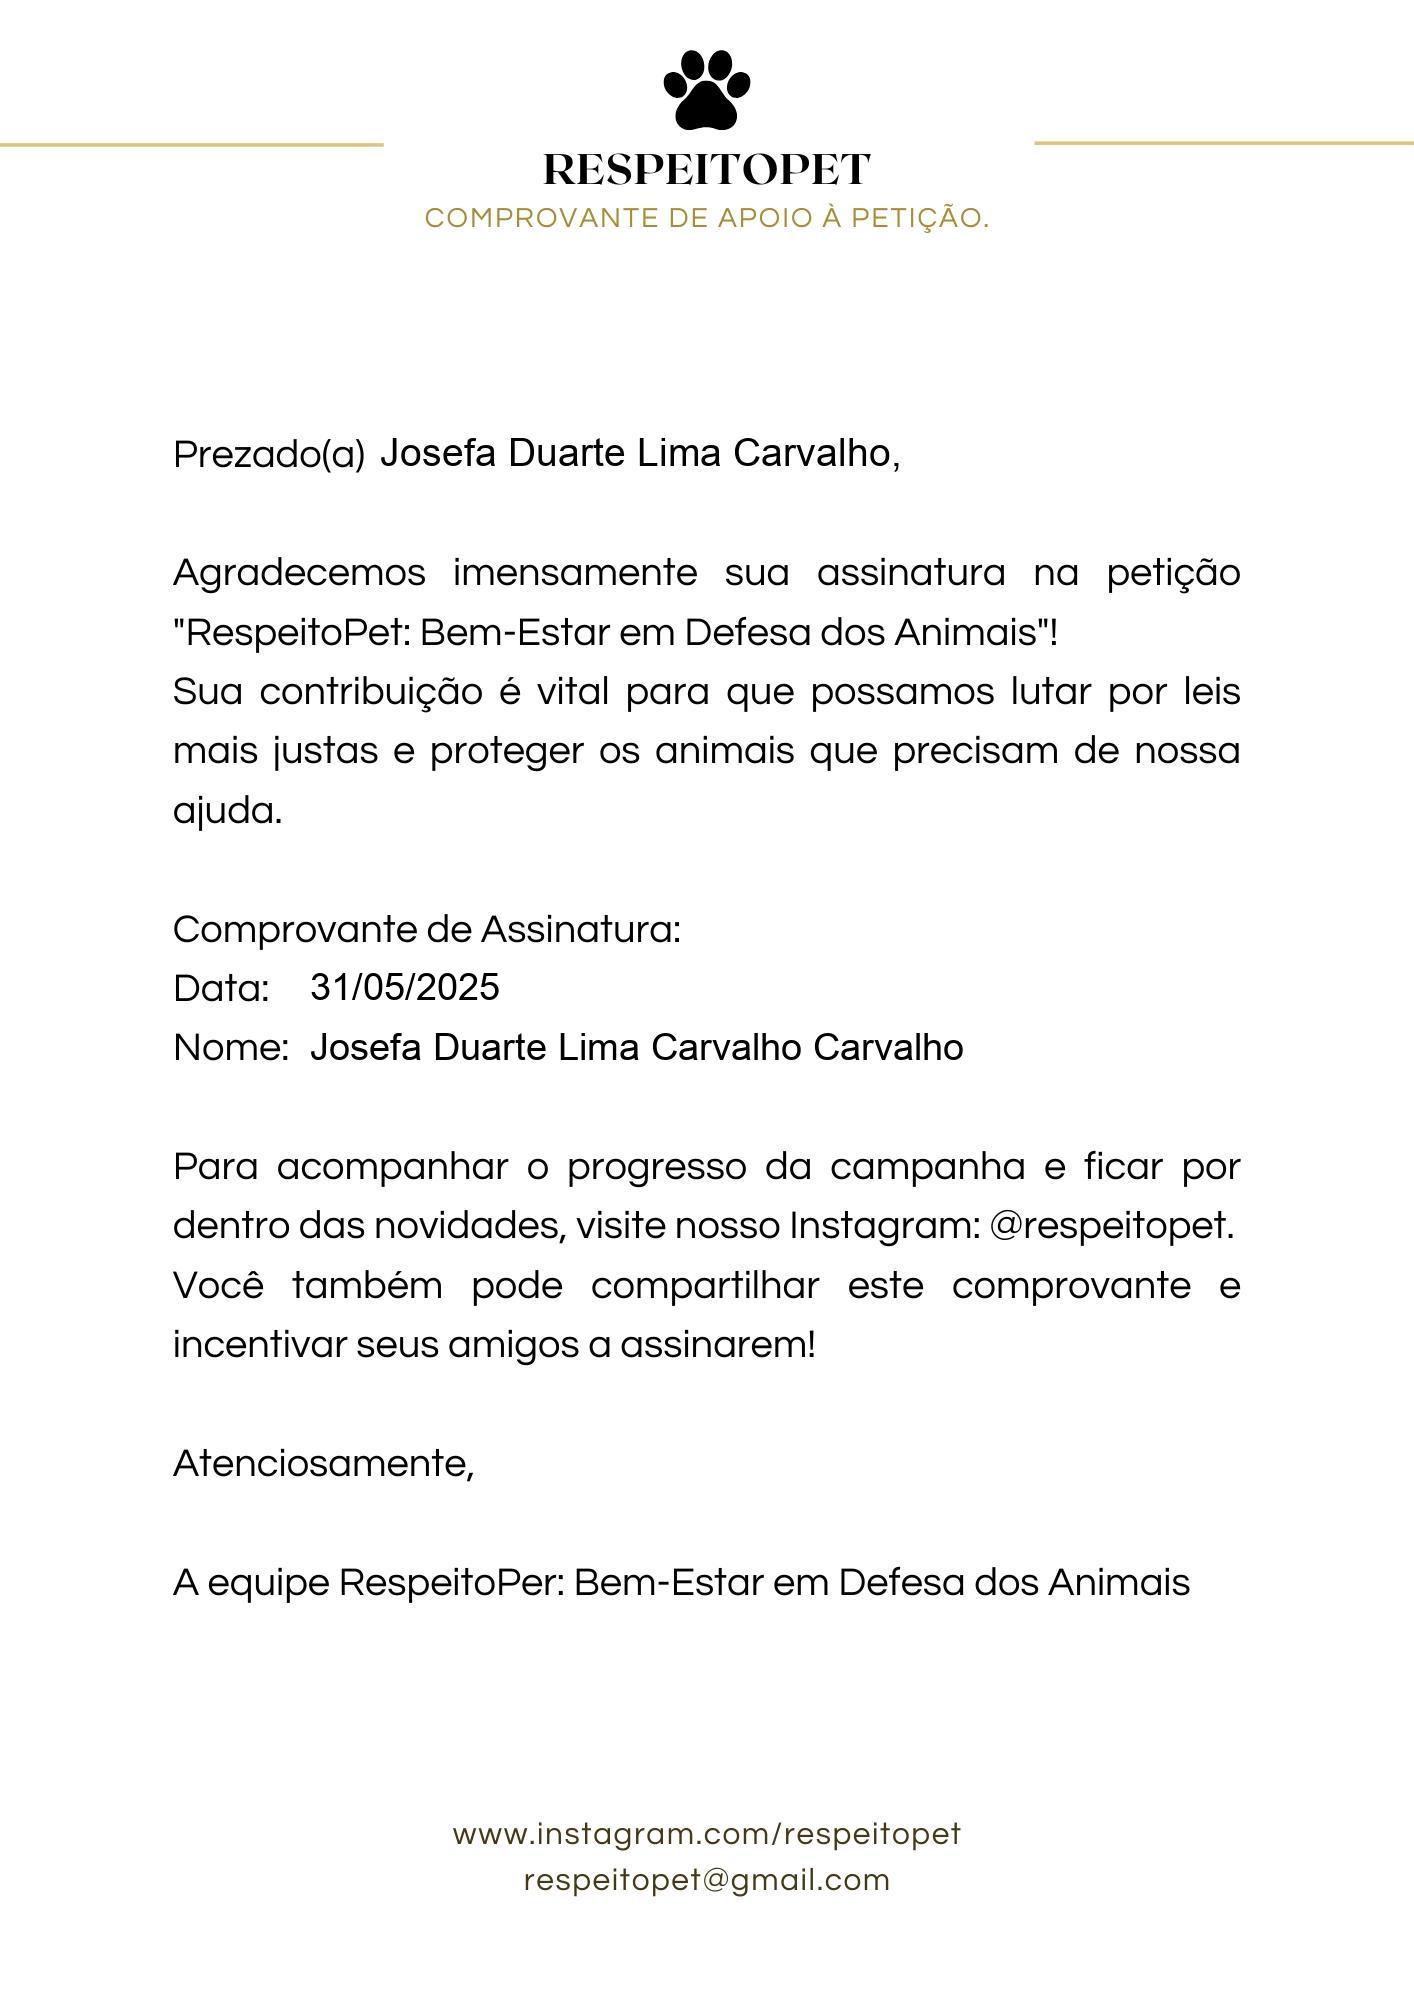 RESPEITOPET
COMPROVANTE DE APOIO À PETIÇÃO.
Prezado(a) Josefa Duarte Lima Carvalho,
Agradecemos imensamente sua assinatura na petição
"RespeitoPet: Bem-Estar em Defesa dos Animais"!
Sua contribuição é vital para que possamos lutar por leis
mais justas e proteger os animais que precisam de nossa
ajuda.
Comprovante de Assinatura:
Data: 31/05/2025
Nome: Josefa Duarte Lima Carvalho Carvalho
Para acompanhar o progresso da campanha e ficar por
dentro das novidades, visite nosso Instagram: @respeitopet.
Você também pode compartilhar este comprovante e
incentivar seus amigos a assinarem!
Atenciosamente,
A equipe RespeitoPer: Bem-Estar em Defesa dos Animais
www.instagram.com/respeitopet
respeitopet@gmail.com